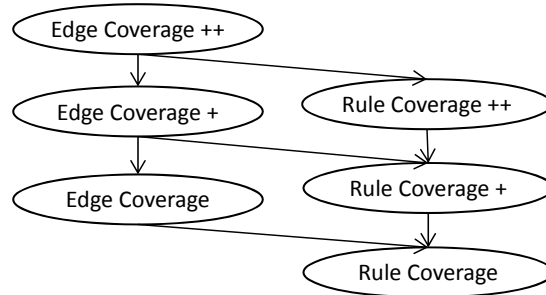 Edge Coverage ++
Edge Coverage +
Rule Coverage ++
Edge Coverage
Rule Coverage +
Rule Coverage